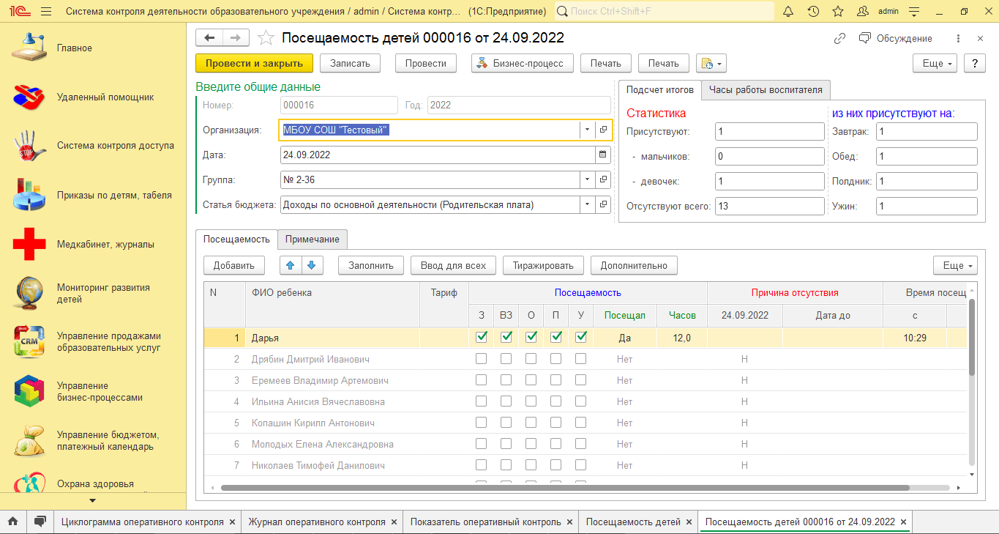 Система контроля деятельности образовательного учреждения / admin / Система контр... (1С:Предприятие)
Поиск Ctrl+Shift+F
admin
Главное
Удаленный помощник
Система контроля доступа
Приказы по детям, табеля
Медкабинет, журналы
Мониторинг развития
детей
CRM
Управление продажами
образовательных услуг
Управление
бизнес-процессами
Управление бюджетом,
платежный календарь
Охрана здоровья
Посещаемость детей 000016 от 24.09.2022
Обсуждение
Провести и закрыть
Записать
Провести
Бизнес-процесс
Печать
Печать
Еще
?
Введите общие данные
Номер: 000016 Год: 2022
Организация: МБОУ СОШ "Тестовый"
Дата: 24.09.2022
Группа: № 2-36
Статья бюджета: Доходы по основной деятельности (Родительская плата)
Подсчет итогов Часы работы воспитателя
Статистика из них присутствуют на:
Присутствуют: 1 Завтрак: 1
- мальчиков: 0 Обед: 1
- девочек: 1 Полдник: 1
Отсутствуют всего: 13 Ужин: 1
Посещаемость Примечание
Добавить Заполнить Ввод для всех Тиражировать Дополнительно Еще
N ФИО ребенка Тариф Посещаемость Причина отсутствия Время посещ
З ВЗ О П У Посещал Часов 24.09.2022 Дата до с
1 Дарья Да 12,0 10:29
2 Дрябин Дмитрий Иванович Нет Н
3 Еремеев Владимир Артемович Нет Н
4 Ильина Анисия Вячеславовна Нет Н
5 Копашин Кирилл Антонович Нет Н
6 Молодых Елена Александровна Нет Н
7 Николаев Тимофей Данилович Нет Н
Циклограмма оперативного контроля Журнал оперативного контроля Показатель оперативный контроль Посещаемость детей Посещаемость детей 000016 от 24.09.2022